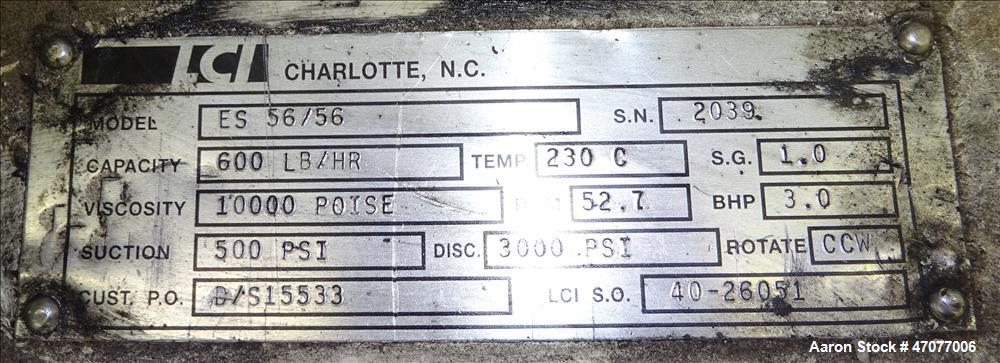 LCI CHARLOTTE, N.C.
MODEL ES 56/56 S.N. 2039
CAPACITY 600 LB/HR TEMP 230 C S.G. 1.0
VISCOSITY 10000 POISE 52.7 BHP 3.0
SUCTION 500 PSI DISC. 3000 PSI ROTATE CCW
CUST. P.O. D/S15533 LCI S.O. 40-26051
Aaron Stock # 47077006